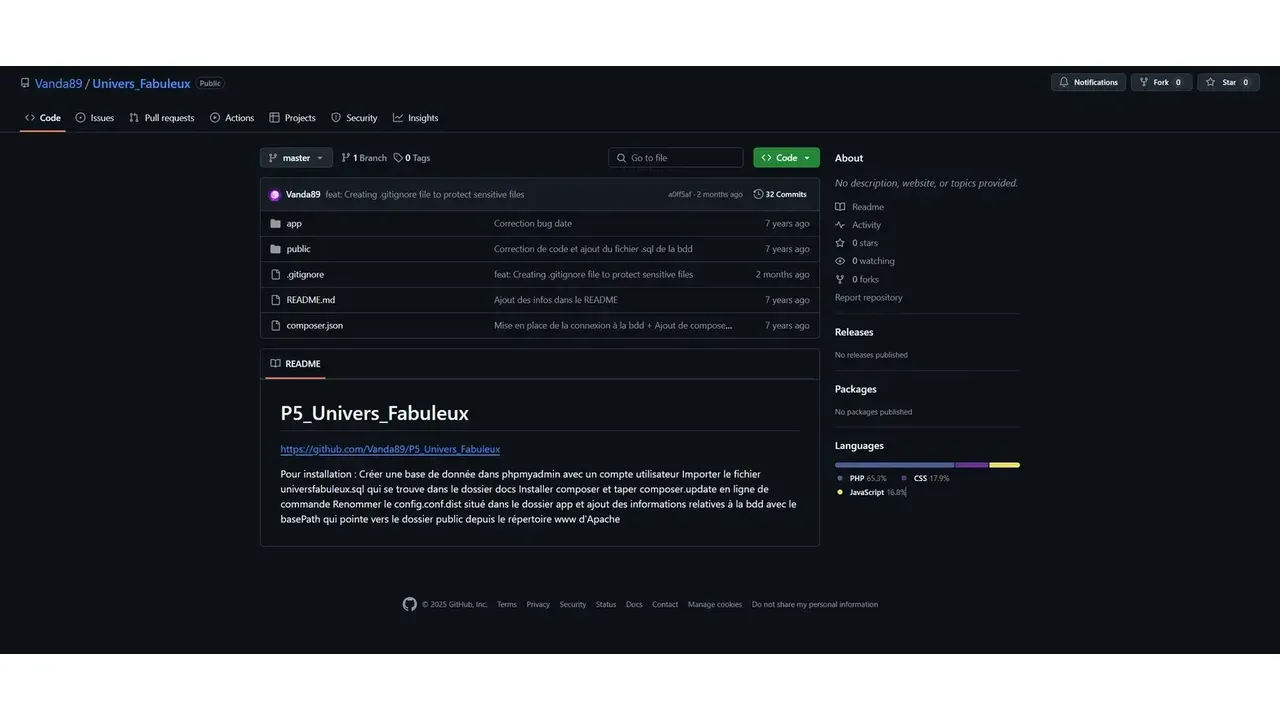 Vanda89 / Univers_Fabuleux Public
Notifications Fork 0 Star 0
Code Issues Pull requests Actions Projects Security Insights
master 1 Branch 0 Tags Go to file Code
Vanda89 feat: Creating .gitignore file to protect sensitive files a0ff5af · 2 months ago 32 Commits
app Correction bug date 7 years ago
public Correction de code et ajout du fichier .sql de la bdd 7 years ago
.gitignore feat: Creating .gitignore file to protect sensitive files 2 months ago
README.md Ajout des infos dans le README 7 years ago
composer.json Mise en place de la connexion à la bdd + Ajout de compose... 7 years ago
README
P5_Univers_Fabuleux
https://github.com/Vanda89/P5_Univers_Fabuleux
Pour installation : Créer une base de donnée dans phpmyadmin avec un compte utilisateur Importer le fichier
universfabuleux.sql qui se trouve dans le dossier docs Installer composer et taper composer.update en ligne de
commande Renommer le config.conf.dist situé dans le dossier app et ajout des informations relatives à la bdd avec le
basePath qui pointe vers le dossier public depuis le répertoire www d'Apache
About
No description, website, or topics provided.
Readme
Activity
0 stars
0 watching
0 forks
Report repository
Releases
No releases published
Packages
No packages published
Languages
PHP 65.3% CSS 17.9%
JavaScript 16.8%
© 2025 GitHub, Inc. Terms Privacy Security Status Docs Contact Manage cookies Do not share my personal information